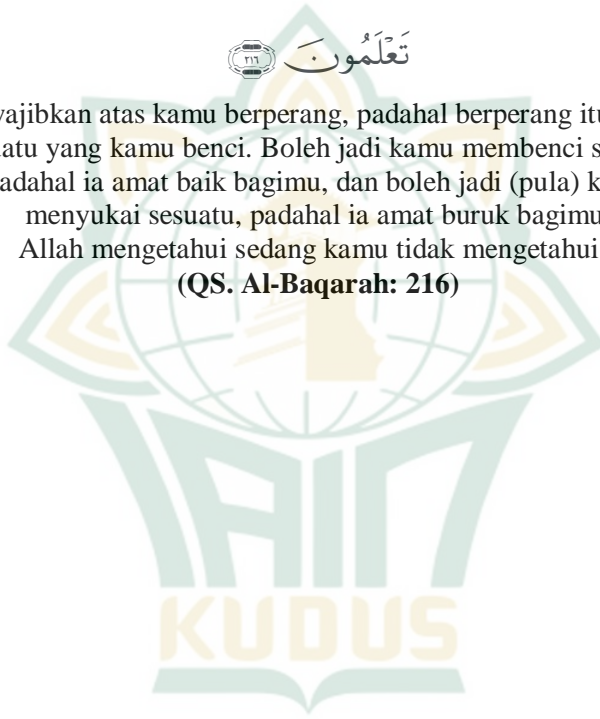 تَعْلَمُونَ ٢١٦
wajibkan atas kamu berperang, padahal berperang itu
atu yang kamu benci. Boleh jadi kamu membenci s
adahal ia amat baik bagimu, dan boleh jadi (pula) k
menyukai sesuatu, padahal ia amat buruk bagimu
Allah mengetahui sedang kamu tidak mengetahui
(QS. Al-Baqarah: 216)
IAIN
KUDUS